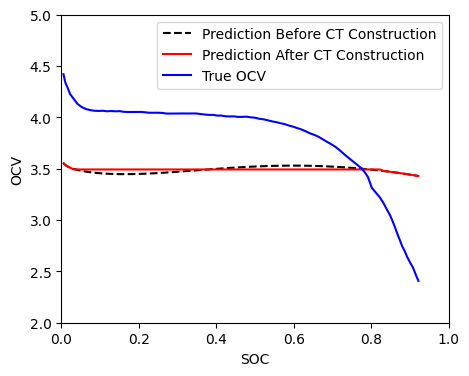 5.0
4.5
4.0
3.5
3.0
2.5
2.0
OCV
Prediction Before CT Construction
Prediction After CT Construction
True OCV
0.0 0.2 0.4 0.6 0.8 1.0
SOC